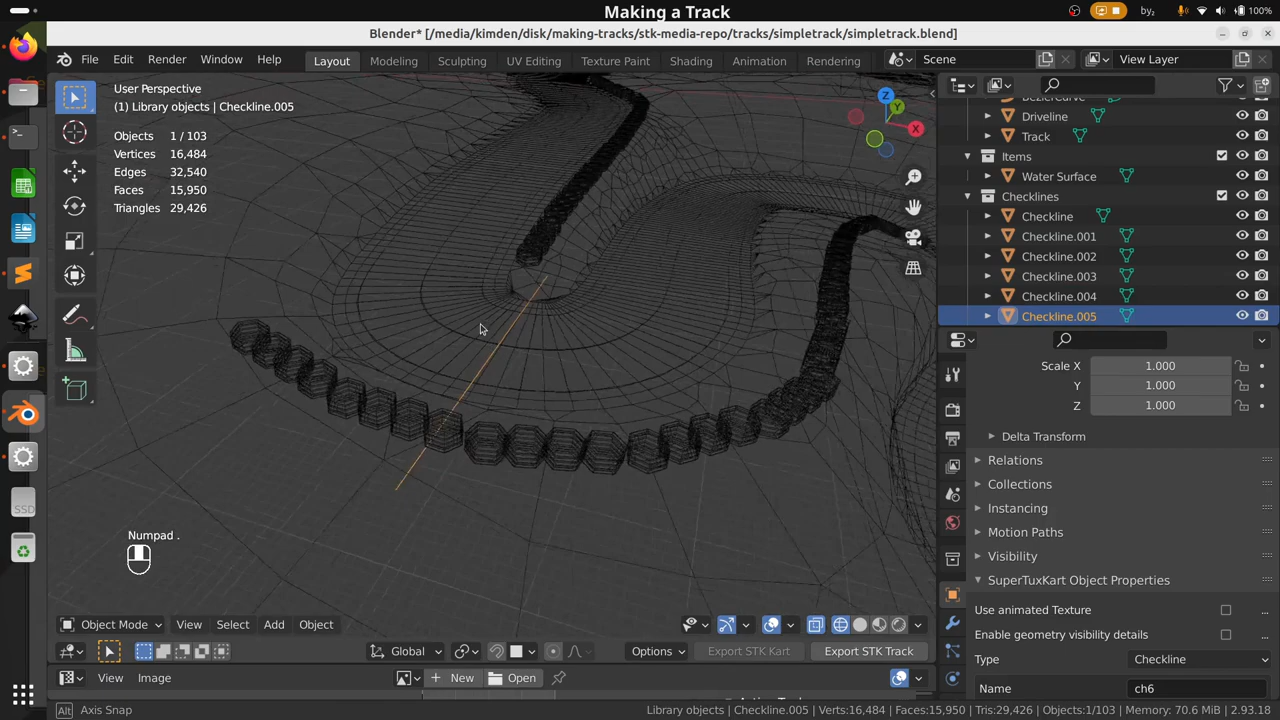 Making a Track
by₂
100%
Blender* [/media/kimden/disk/making-tracks/stk-media-repo/tracks/simpletrack/simpletrack.blend]
File Edit Render Window Help
Layout Modeling Sculpting UV Editing Texture Paint Shading Animation Rendering
Scene
View Layer
User Perspective
(1) Library objects | Checkline.005
Objects 1 / 103
Vertices 16,484
Edges 32,540
Faces 15,950
Triangles 29,426
Z
Y
X
BezierCurve
Driveline
Track
Items
Water Surface
Checklines
Checkline
Checkline.001
Checkline.002
Checkline.003
Checkline.004
Checkline.005
Scale X 1.000
Y 1.000
Z 1.000
Delta Transform
Relations
Collections
Instancing
Motion Paths
Visibility
SuperTuxKart Object Properties
Use animated Texture ...
Enable geometry visibility details ...
Type Checkline
Name ch6
Numpad .
SSD
Object Mode View Select Add Object
Global
Options
Export STK Kart
Export STK Track
View Image
New
Open
Alt Axis Snap
Library objects | Checkline.005 | Verts:16,484 | Faces:15,950 | Tris:29,426 | Objects:1/103 | Memory: 70.6 MiB | 2.93.18